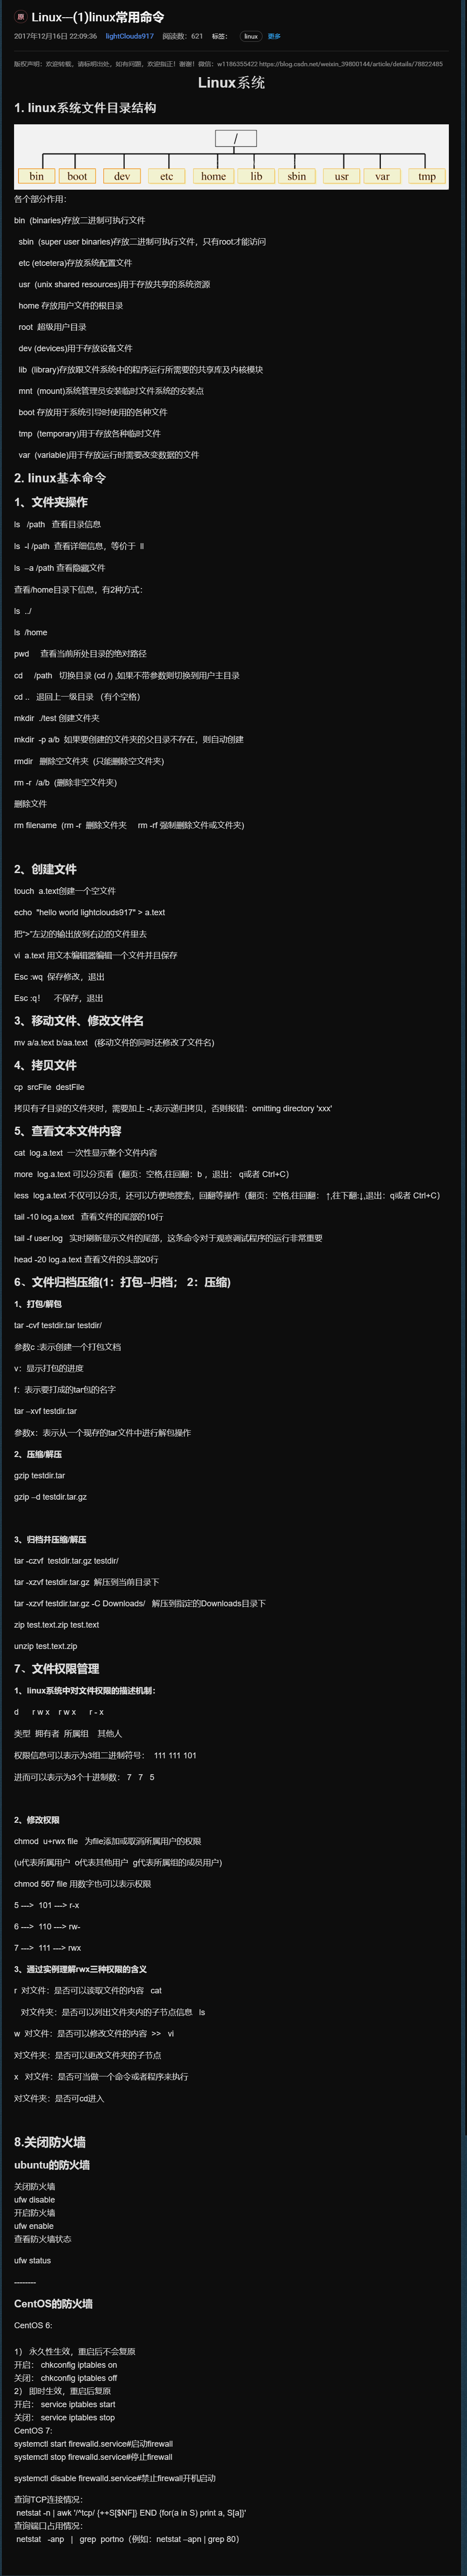 原 Linux—(1)linux常用命令
2017年12月16日 22:09:36 lightClouds917 阅读数：621 标签： linux 更多
版权声明：欢迎转载，请标明出处，如有问题，欢迎指正！谢谢！微信：w1186355422 https://blog.csdn.net/weixin_39800144/article/details/78822485
Linux系统
1. linux系统文件目录结构
/
bin boot dev etc home lib sbin usr var tmp
各个部分作用：
bin (binaries)存放二进制可执行文件
sbin (super user binaries)存放二进制可执行文件，只有root才能访问
etc (etcetera)存放系统配置文件
usr (unix shared resources)用于存放共享的系统资源
home 存放用户文件的根目录
root 超级用户目录
dev (devices)用于存放设备文件
lib (library)存放跟文件系统中的程序运行所需要的共享库及内核模块
mnt (mount)系统管理员安装临时文件系统的安装点
boot 存放用于系统引导时使用的各种文件
tmp (temporary)用于存放各种临时文件
var (variable)用于存放运行时需要改变数据的文件
2. linux基本命令
1、文件夹操作
ls /path 查看目录信息
ls -l /path 查看详细信息，等价于 ll
ls –a /path 查看隐藏文件
查看/home目录下信息，有2种方式：
ls ../
ls /home
pwd 查看当前所处目录的绝对路径
cd /path 切换目录 (cd /) ,如果不带参数则切换到用户主目录
cd .. 退回上一级目录 （有个空格）
mkdir ./test 创建文件夹
mkdir -p a/b 如果要创建的文件夹的父目录不存在，则自动创建
rmdir 删除空文件夹 (只能删除空文件夹)
rm -r /a/b (删除非空文件夹)
删除文件
rm filename (rm -r 删除文件夹 rm -rf 强制删除文件或文件夹)
2、创建文件
touch a.text创建一个空文件
echo "hello world lightclouds917" > a.text
把“>”左边的输出放到右边的文件里去
vi a.text 用文本编辑器编辑一个文件并且保存
Esc :wq 保存修改，退出
Esc :q！ 不保存，退出
3、移动文件、修改文件名
mv a/a.text b/aa.text (移动文件的同时还修改了文件名)
4、拷贝文件
cp srcFile destFile
拷贝有子目录的文件夹时，需要加上 -r,表示递归拷贝，否则报错：omitting directory 'xxx'
5、查看文本文件内容
cat log.a.text 一次性显示整个文件内容
more log.a.text 可以分页看（翻页：空格,往回翻：b ，退出： q或者 Ctrl+C）
less log.a.text 不仅可以分页，还可以方便地搜索，回翻等操作（翻页：空格,往回翻： ↑,往下翻:↓,退出：q或者 Ctrl+C）
tail -10 log.a.text 查看文件的尾部的10行
tail -f user.log 实时刷新显示文件的尾部，这条命令对于观察调试程序的运行非常重要
head -20 log.a.text 查看文件的头部20行
6、文件归档压缩(1：打包--归档； 2：压缩)
1、打包/解包
tar -cvf testdir.tar testdir/
参数c :表示创建一个打包文档
v：显示打包的进度
f：表示要打成的tar包的名字
tar –xvf testdir.tar
参数x：表示从一个现存的tar文件中进行解包操作
2、压缩/解压
gzip testdir.tar
gzip –d testdir.tar.gz
3、归档并压缩/解压
tar -czvf testdir.tar.gz testdir/
tar -xzvf testdir.tar.gz 解压到当前目录下
tar -xzvf testdir.tar.gz -C Downloads/ 解压到指定的Downloads目录下
zip test.text.zip test.text
unzip test.text.zip
7、文件权限管理
1、linux系统中对文件权限的描述机制：
d r w x r w x r - x
类型 拥有者 所属组 其他人
权限信息可以表示为3组二进制符号： 111 111 101
进而可以表示为3个十进制数： 7 7 5
2、修改权限
chmod u+rwx file 为file添加或取消所属用户的权限
(u代表所属用户 o代表其他用户 g代表所属组的成员用户)
chmod 567 file 用数字也可以表示权限
5 ---> 101 ---> r-x
6 ---> 110 ---> rw-
7 ---> 111 ---> rwx
3、通过实例理解rwx三种权限的含义
r 对文件：是否可以读取文件的内容 cat
对文件夹：是否可以列出文件夹内的子节点信息 ls
w 对文件：是否可以修改文件的内容 >> vi
对文件夹：是否可以更改文件夹的子节点
x 对文件：是否可当做一个命令或者程序来执行
对文件夹：是否可cd进入
8.关闭防火墙
ubuntu的防火墙
关闭防火墙
ufw disable
开启防火墙
ufw enable
查看防火墙状态
ufw status
--------
CentOS的防火墙
CentOS 6:
1） 永久性生效，重启后不会复原
开启： chkconfig iptables on
关闭： chkconfig iptables off
2） 即时生效，重启后复原
开启： service iptables start
关闭： service iptables stop
CentOS 7:
systemctl start firewalld.service#启动firewall
systemctl stop firewalld.service#停止firewall
systemctl disable firewalld.service#禁止firewall开机启动
查询TCP连接情况：
netstat -n | awk '/^tcp/ {++S[$NF]} END {for(a in S) print a, S[a]}'
查询端口占用情况：
netstat -anp | grep portno（例如：netstat –apn | grep 80）